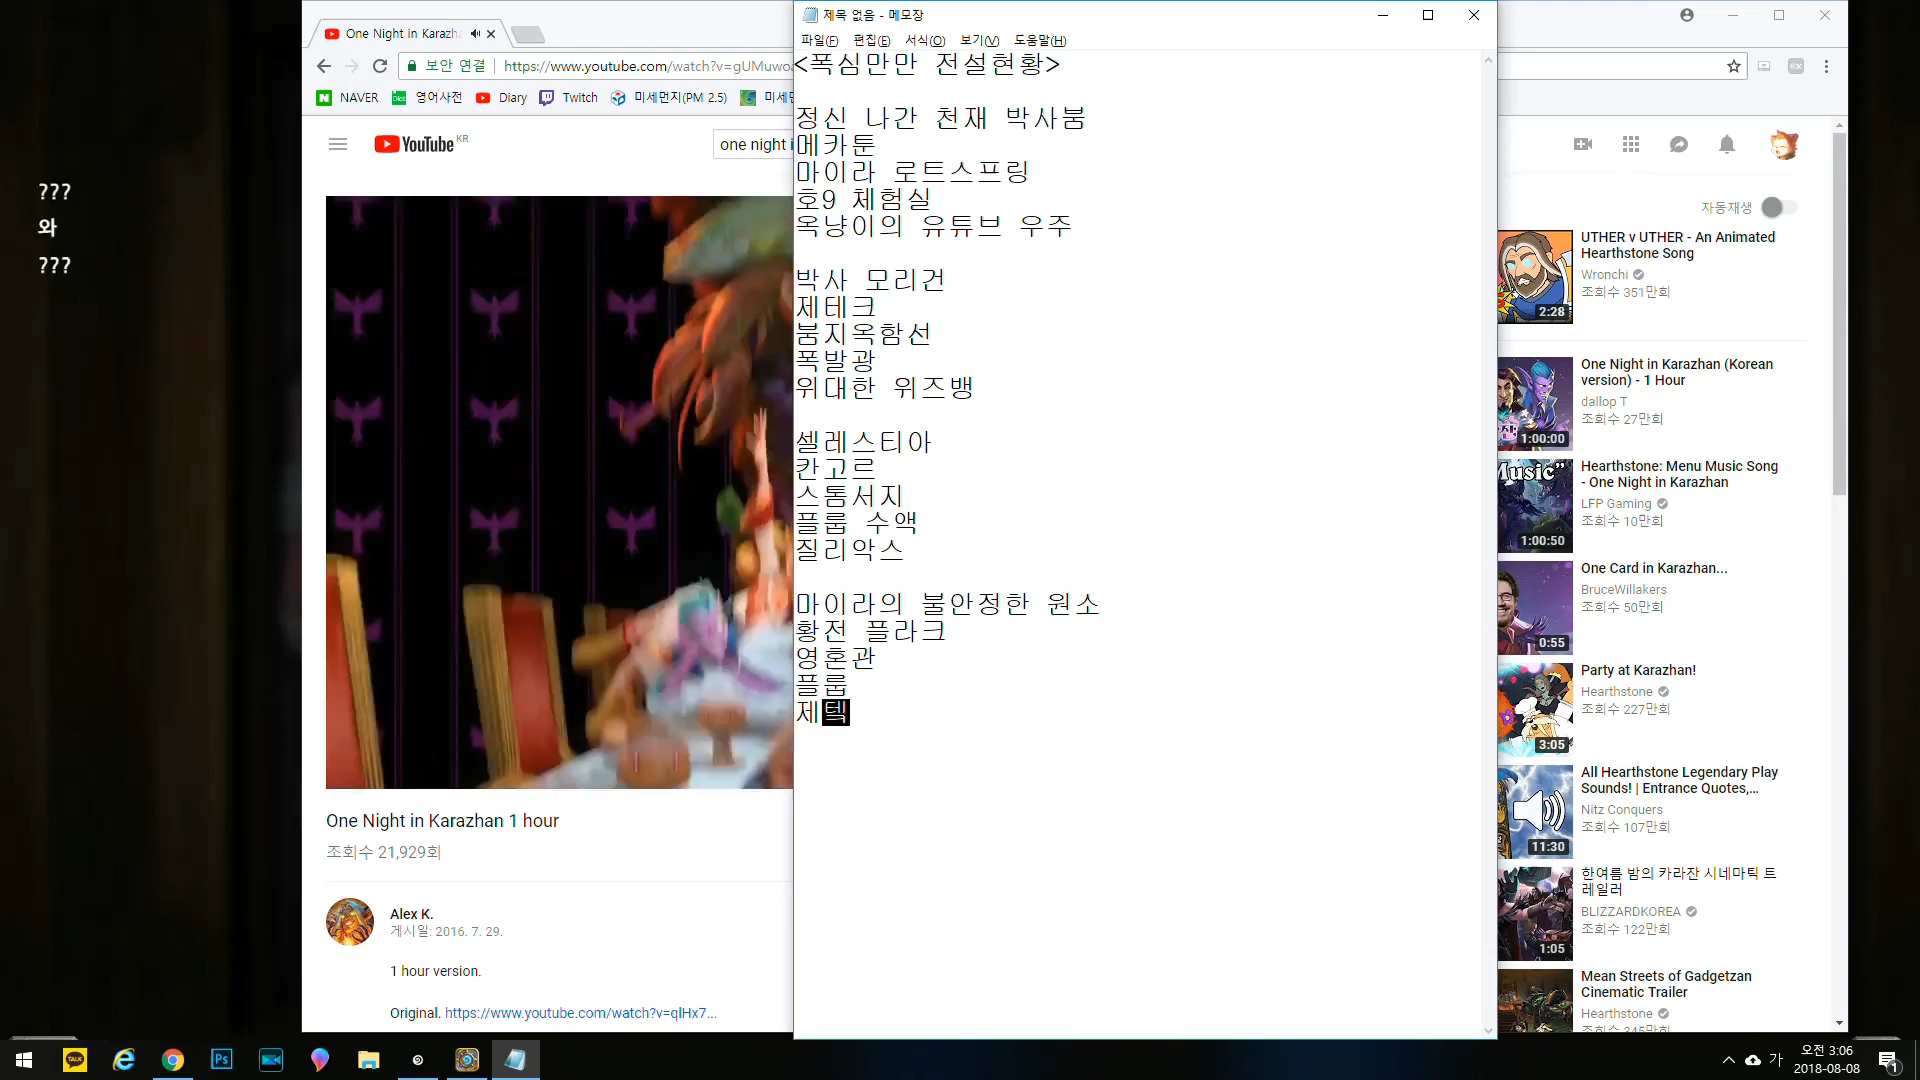 ???
와
???
One Night in Karazh
보안 연결
https://www.youtube.com/watch?v=gUMuwoa
NAVER
영어사전
Diary
Twitch
미세먼지(PM 2.5)
YouTube KR
one night i
One Night in Karazhan 1 hour
조회수 21,929회
Alex K.
게시일: 2016. 7. 29.
1 hour version.
Original. https://www.youtube.com/watch?v=qlHx7...
제목 없음 - 메모장
파일(F) 편집(E) 서식(O) 보기(V) 도움말(H)
<폭심만만 전설현황>
정신 나간 천재 박사붐
메카툰
마이라 로트스프링
호9 체험실
옥냥이의 유튜브 우주
박사 모리건
제테크
붐지옥함선
폭발광
위대한 위즈뱅
셀레스티아
칸고르
스톰서지
플룹 수액
질리악스
마이라의 불안정한 원소
황전 플라크
영혼관
플룹
제텤
자동재생
UTHER v UTHER - An Animated
Hearthstone Song
Wronchi
조회수 351만회
2:28
One Night in Karazhan (Korean
version) - 1 Hour
dallop T
조회수 27만회
1:00:00
Hearthstone: Menu Music Song
- One Night in Karazhan
LFP Gaming
조회수 10만회
Music"
1:00:50
One Card in Karazhan...
BruceWillakers
조회수 50만회
0:55
Party at Karazhan!
Hearthstone
조회수 227만회
3:05
All Hearthstone Legendary Play
Sounds! | Entrance Quotes,...
Nitz Conquers
조회수 107만회
11:30
한여름 밤의 카라잔 시네마틱 트
레일러
BLIZZARDKOREA
조회수 122만회
1:05
Mean Streets of Gadgetzan
Cinematic Trailer
Hearthstone
TALK
Ps
가
오전 3:06
2018-08-08
1